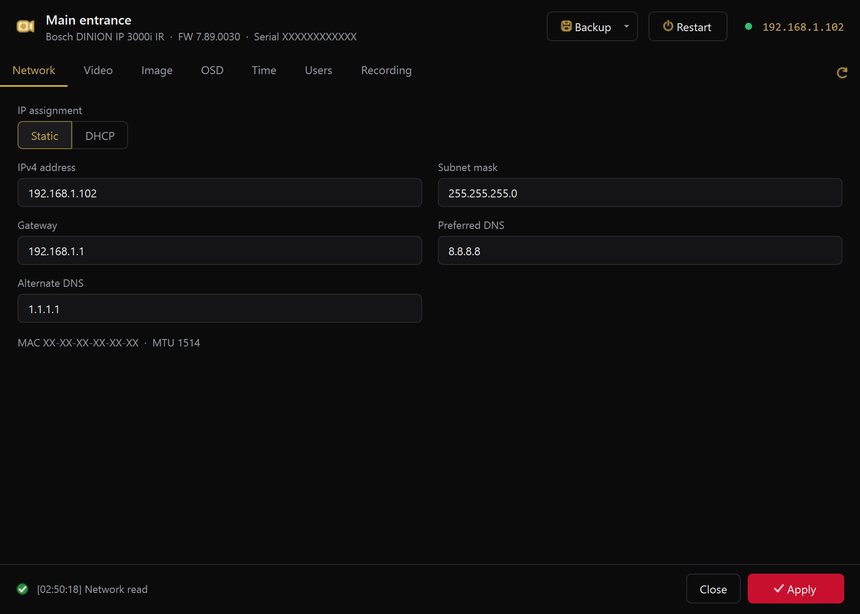 Main entrance
Bosch DINION IP 3000i IR · FW 7.89.0030 · Serial XXXXXXXXXXXX
Backup
Restart
192.168.1.102
Network
Video
Image
OSD
Time
Users
Recording
IP assignment
Static
DHCP
IPv4 address
Subnet mask
192.168.1.102
255.255.255.0
Gateway
Preferred DNS
192.168.1.1
8.8.8.8
Alternate DNS
1.1.1.1
MAC XX-XX-XX-XX-XX-XX · MTU 1514
[02:50:18] Network read
Close
Apply